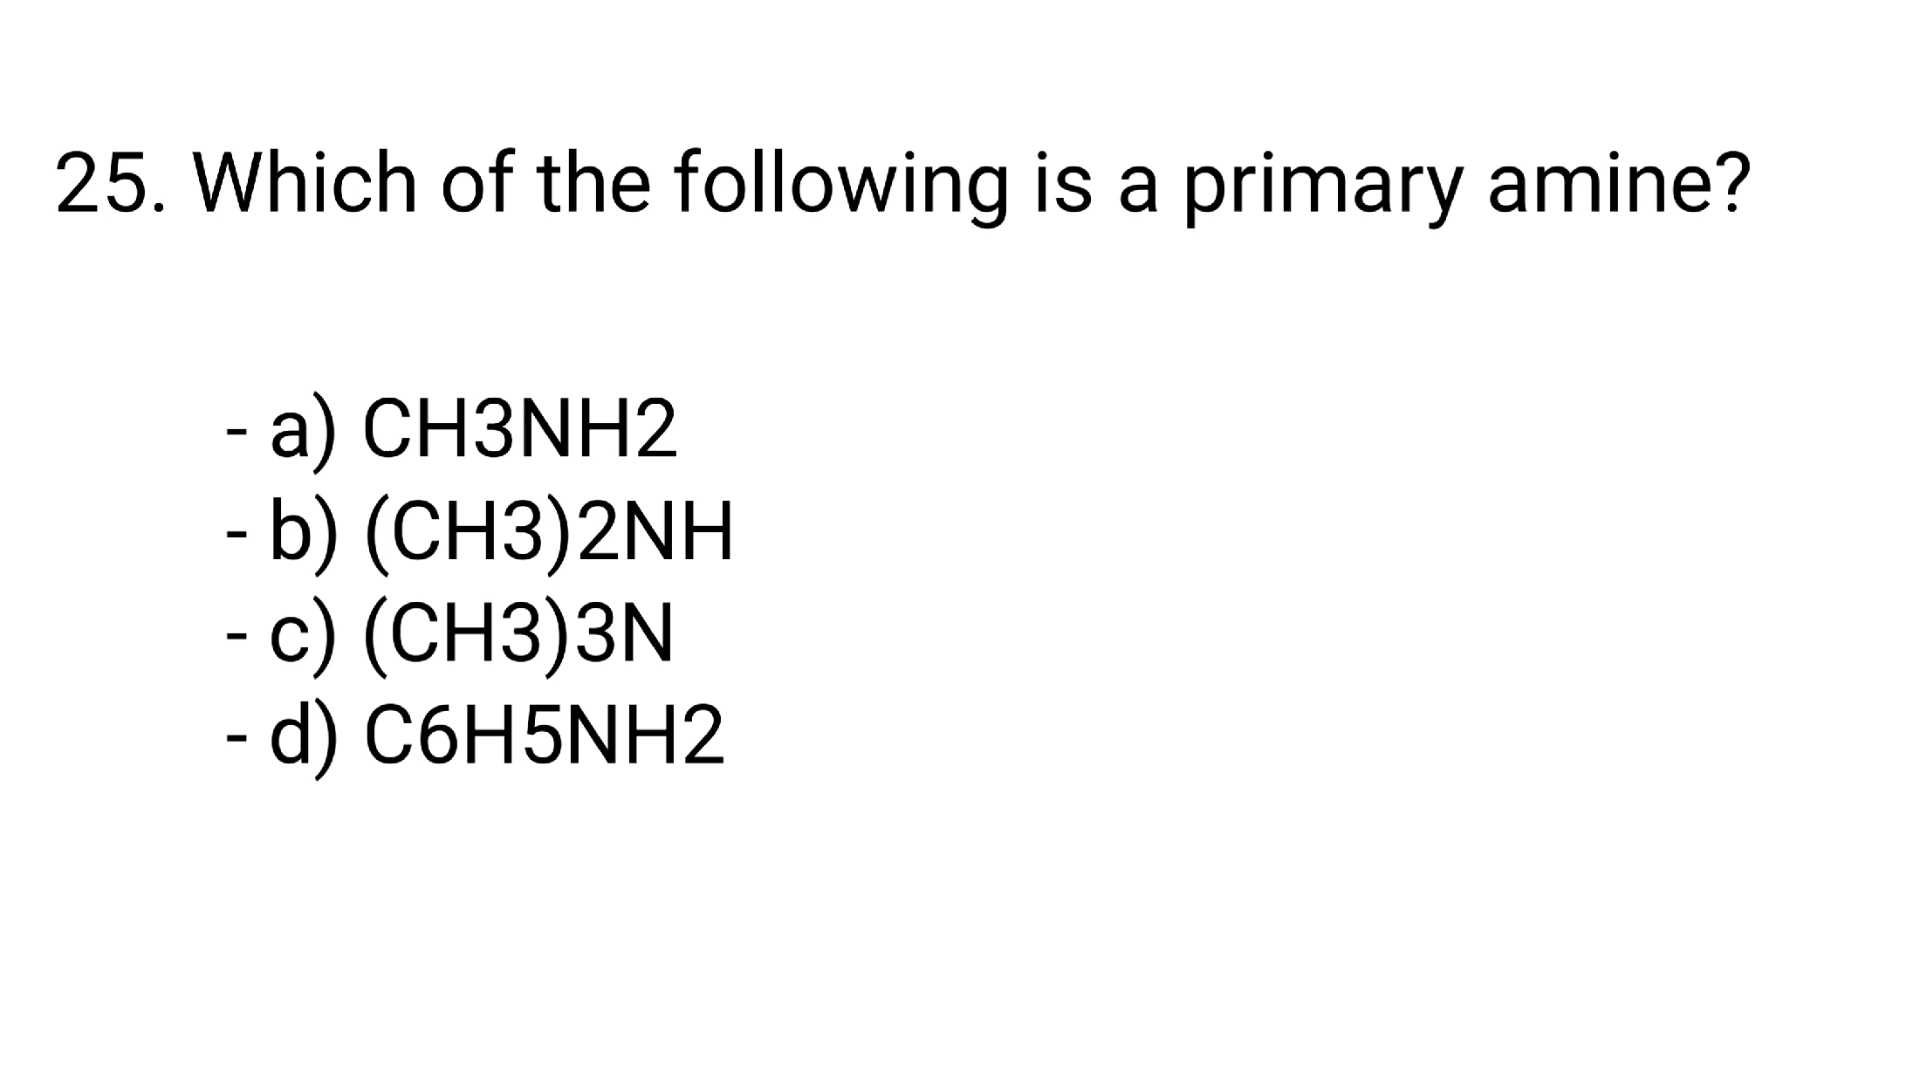 25. Which of the following is a primary amine?
- a) CH3NH2
- b) (CH3)2NH
- c) (CH3)3N
- d) C6H5NH2